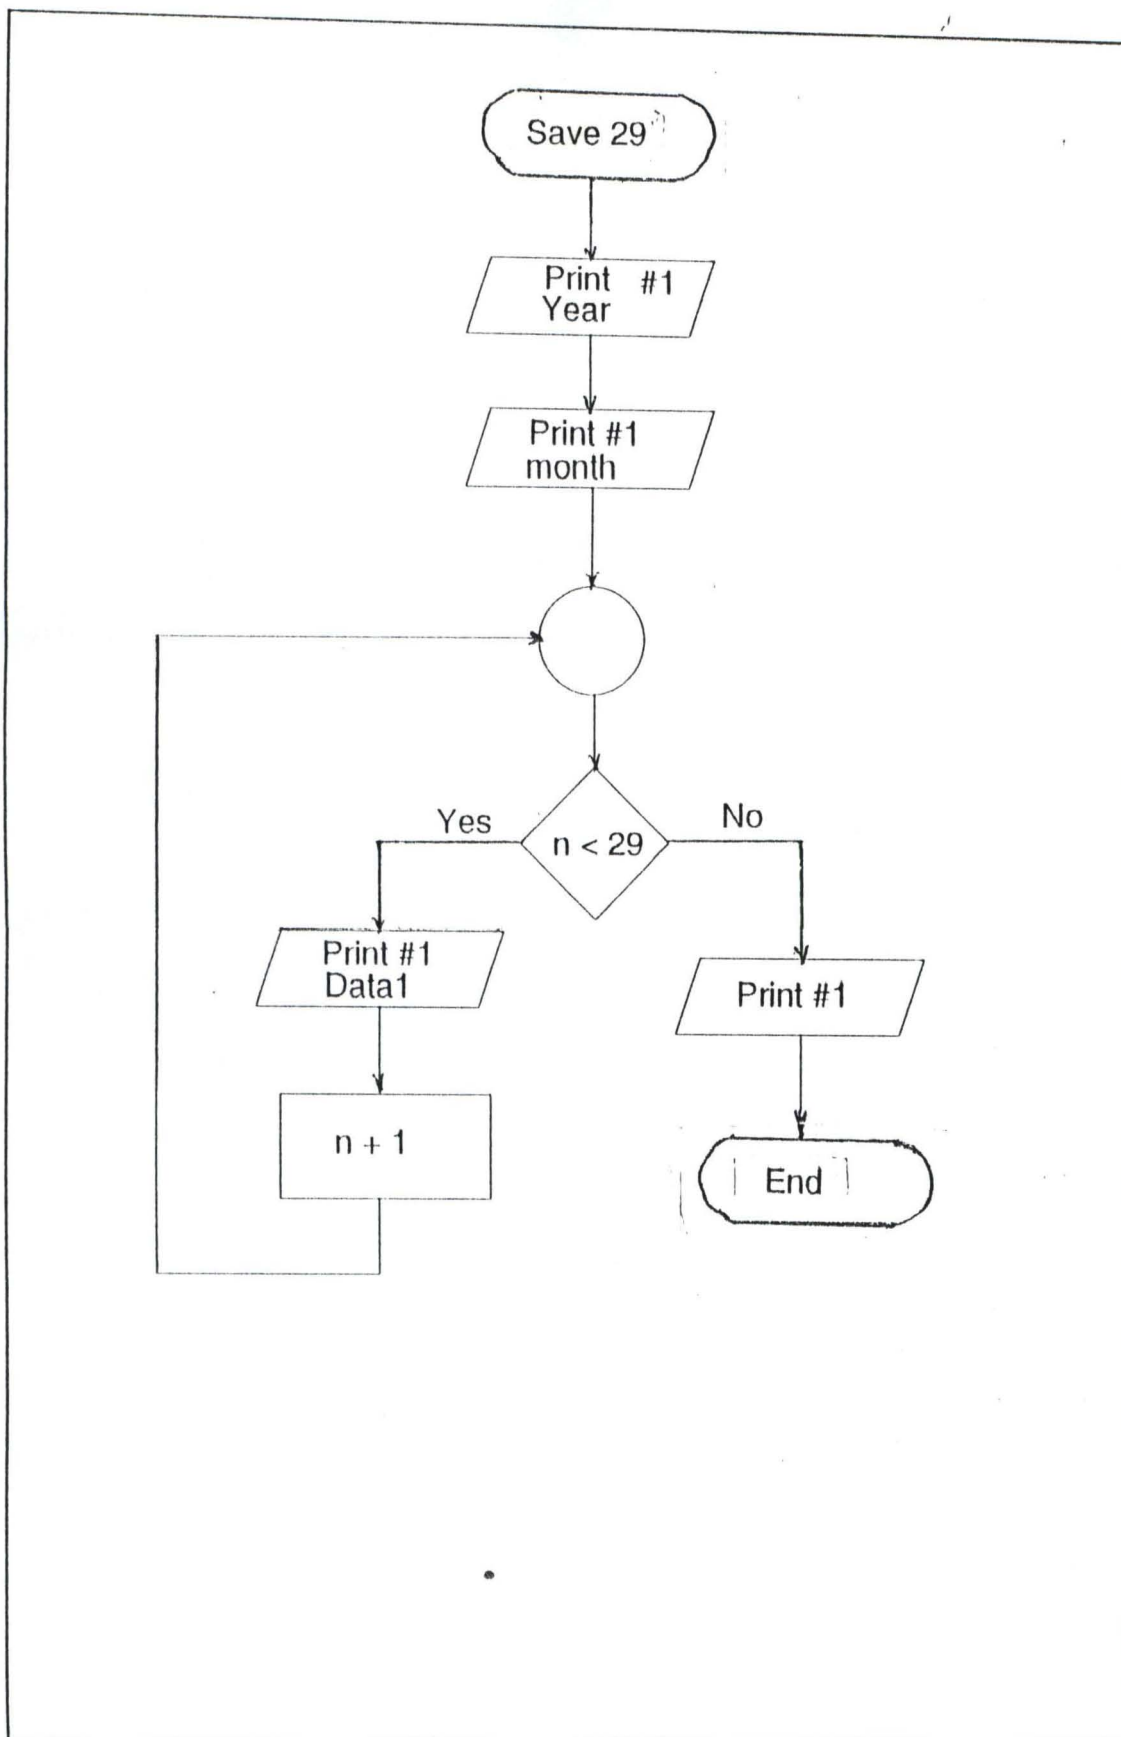 Save 29
Print #1
Year
Print #1
month
Yes
No
n < 29
Print #1
Data1
Print #1
n + 1
End